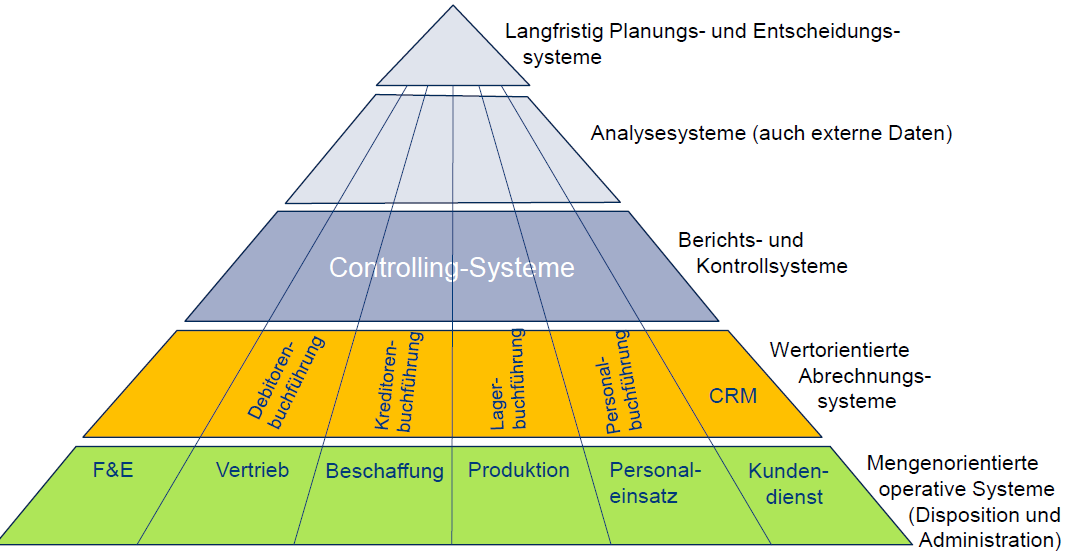 Langfristig Planungs- und Entscheidungs-
systeme
Analysesysteme (auch externe Daten)
Berichts- und
Kontrollsysteme
Controlling-Systeme
Wertorientierte
Abrechnungs-
systeme
Debitoren-
buchführung
Kreditoren-
buchführung
Lager-
buchführung
Personal-
buchführung
CRM
Mengenorientierte
operative Systeme
(Disposition und
Administration)
F&E
Vertrieb
Beschaffung
Produktion
Personal-
einsatz
Kunden-
dienst